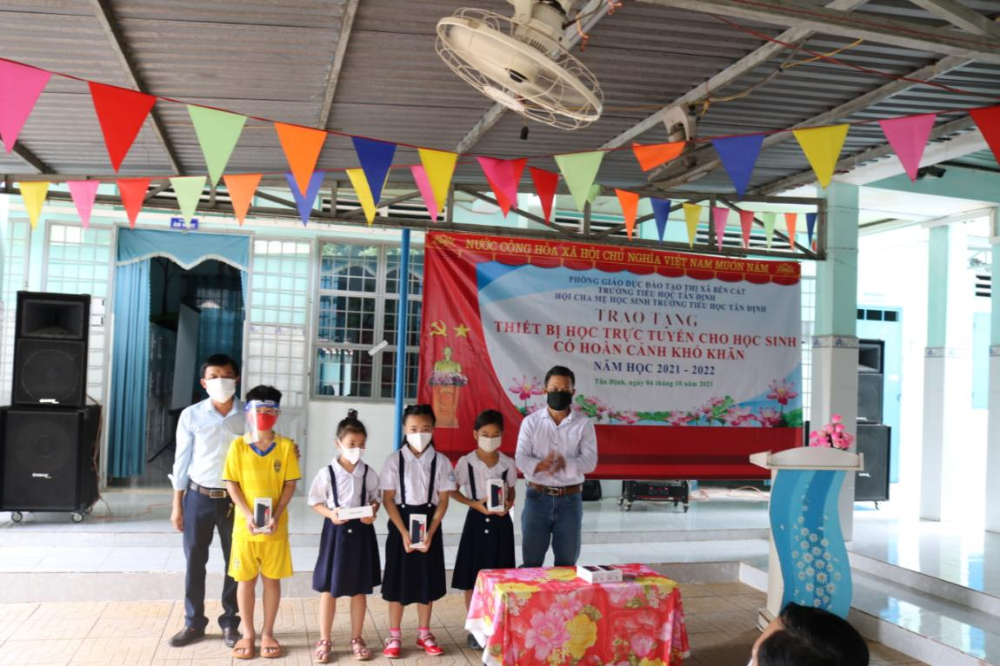 NƯỚC CỘNG HÒA XÃ HỘI CHỦ NGHĨA VIỆT NAM MUÔN NĂM
PHÒNG GIÁO DỤC ĐÀO TẠO THỊ XÃ BẾN CÁT
TRƯỜNG TIỂU HỌC TÂN ĐỊNH
HỘI CHA MẸ HỌC SINH TRƯỜNG TIỂU HỌC TÂN ĐỊNH
TRAO TẶNG
THIẾT BỊ HỌC TRỰC TUYẾN CHO HỌC SINH
CÓ HOÀN CẢNH KHÓ KHĂN
NĂM HỌC 2021 - 2022
Tân Định, ngày 04 tháng 10 năm 2021